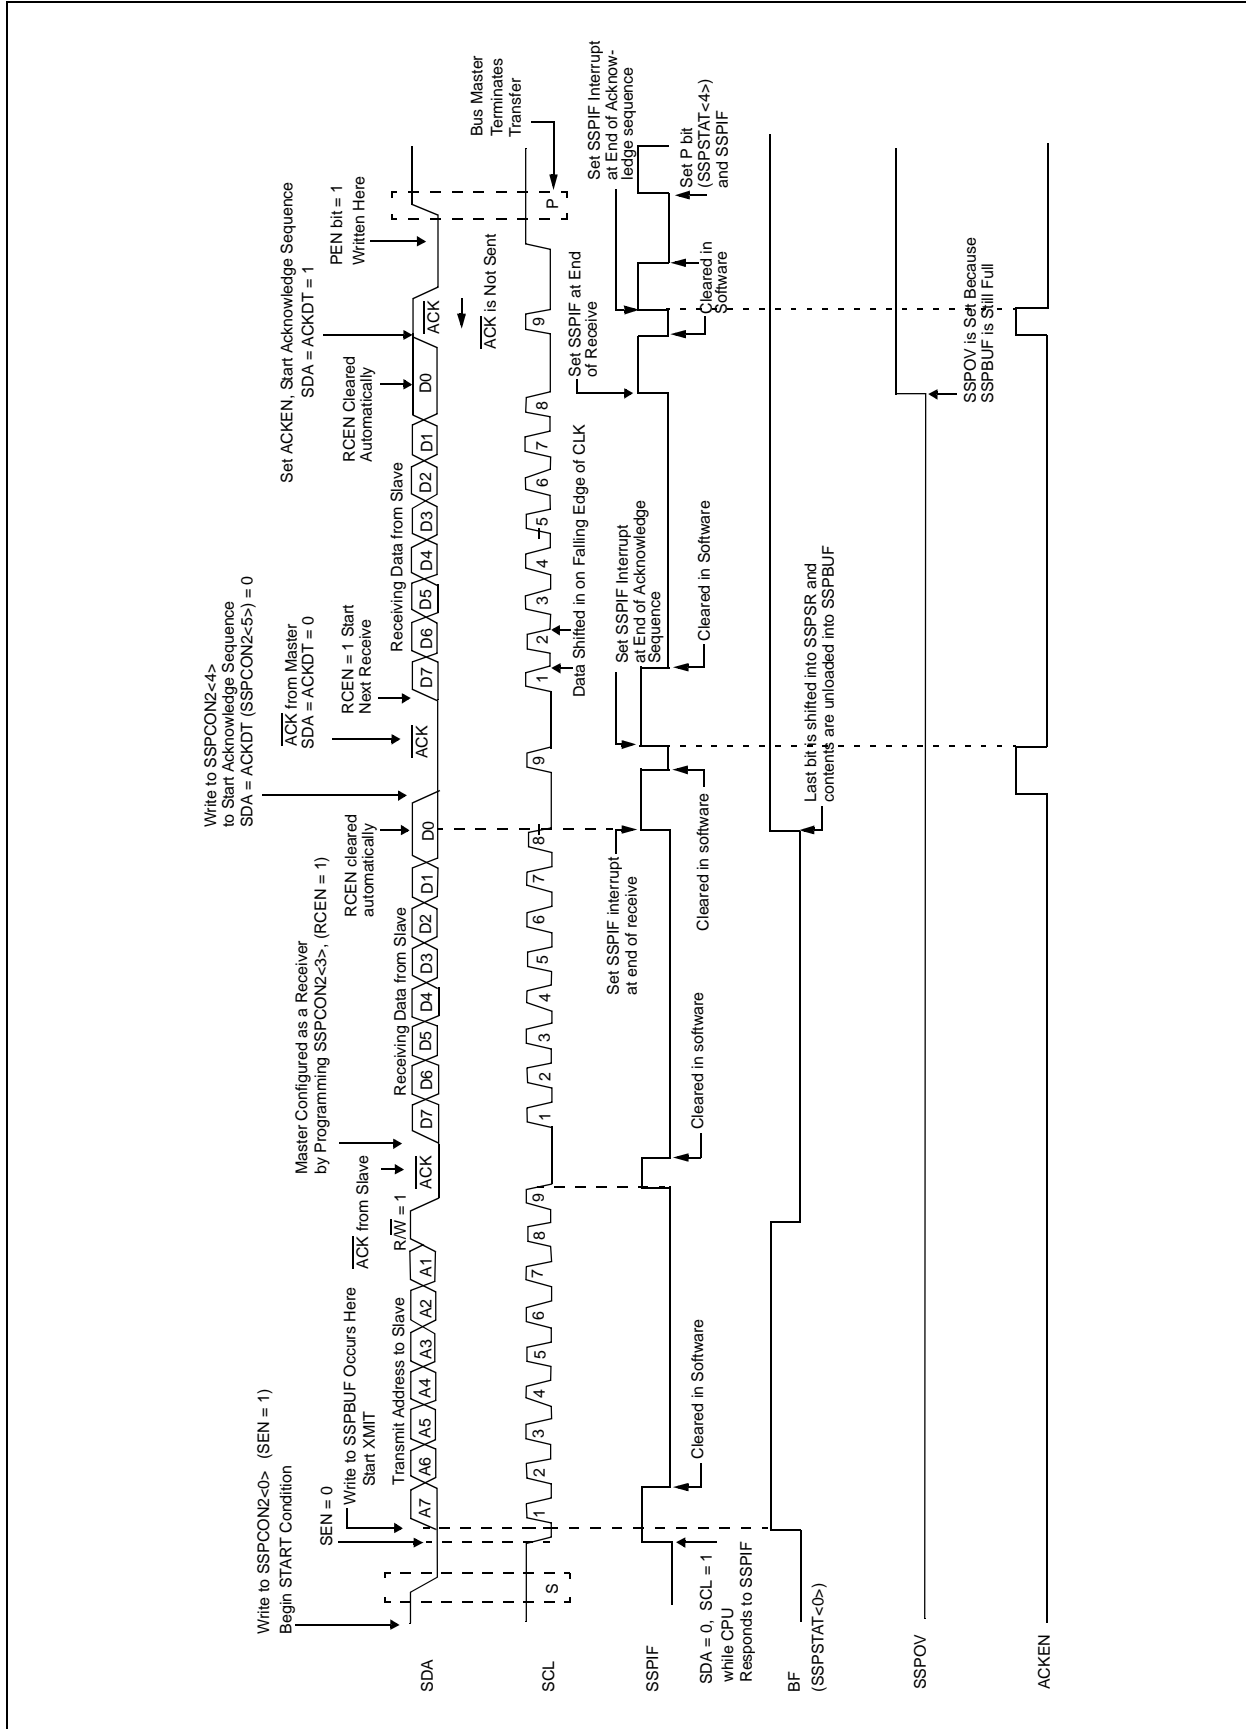 Write to SSPCON2<0> (SEN = 1)
Begin START Condition
SEN = 0
Write to SSPBUF Occurs Here
Start XMIT
Transmit Address to Slave
ACK from Slave
R/W = 1
Master Configured as a Receiver
by Programming SSPCON2<3>, (RCEN = 1)
Receiving Data from Slave
RCEN cleared
automatically
Write to SSPCON2<4>
to Start Acknowledge Sequence
SDA = ACKDT (SSPCON2<5>) = 0
ACK from Master
SDA = ACKDT = 0
RCEN = 1 Start
Next Receive
Receiving Data from Slave
RCEN Cleared
Automatically
Set ACKEN, Start Acknowledge Sequence
SDA = ACKDT = 1
PEN bit = 1
Written Here
SDA
A7 A6 A5 A4 A3 A2 A1
ACK
D7 D6 D5 D4 D3 D2 D1 D0
ACK
D7 D6 D5 D4 D3 D2 D1 D0
ACK
ACK is Not Sent
Bus Master
Terminates
Transfer
SCL
S
1 2 3 4 5 6 7 8 9
1 2 3 4 5 6 7 8 9
1 2 3 4 5 6 7 8 9
P
Data Shifted in on Falling Edge of CLK
Set SSPIF interrupt
at end of receive
Set SSPIF Interrupt
at End of Acknowledge
Sequence
Set SSPIF at End
of Receive
Set SSPIF Interrupt
at End of Acknow-
ledge sequence
SSPIF
SDA = 0, SCL = 1
while CPU
Responds to SSPIF
Cleared in Software
Cleared in software
Cleared in software
Cleared in Software
Cleared in
Software
Set P bit
(SSPSTAT<4>)
and SSPIF
BF
(SSPSTAT<0>)
Last bit is shifted into SSPSR and
contents are unloaded into SSPBUF
SSPOV
SSPOV is Set Because
SSPBUF is Still Full
ACKEN